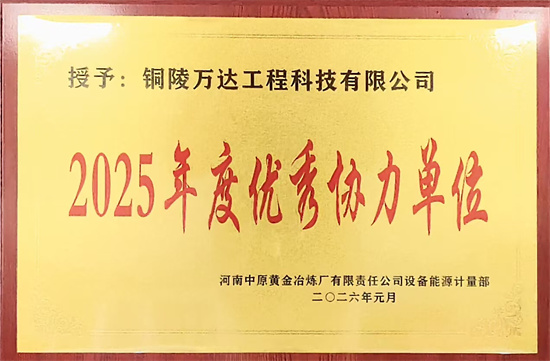 授予：铜陵万达工程科技有限公司
2025年度优秀协力单位
河南中原黄金冶炼厂有限责任公司设备能源计量部
二〇二六年元月